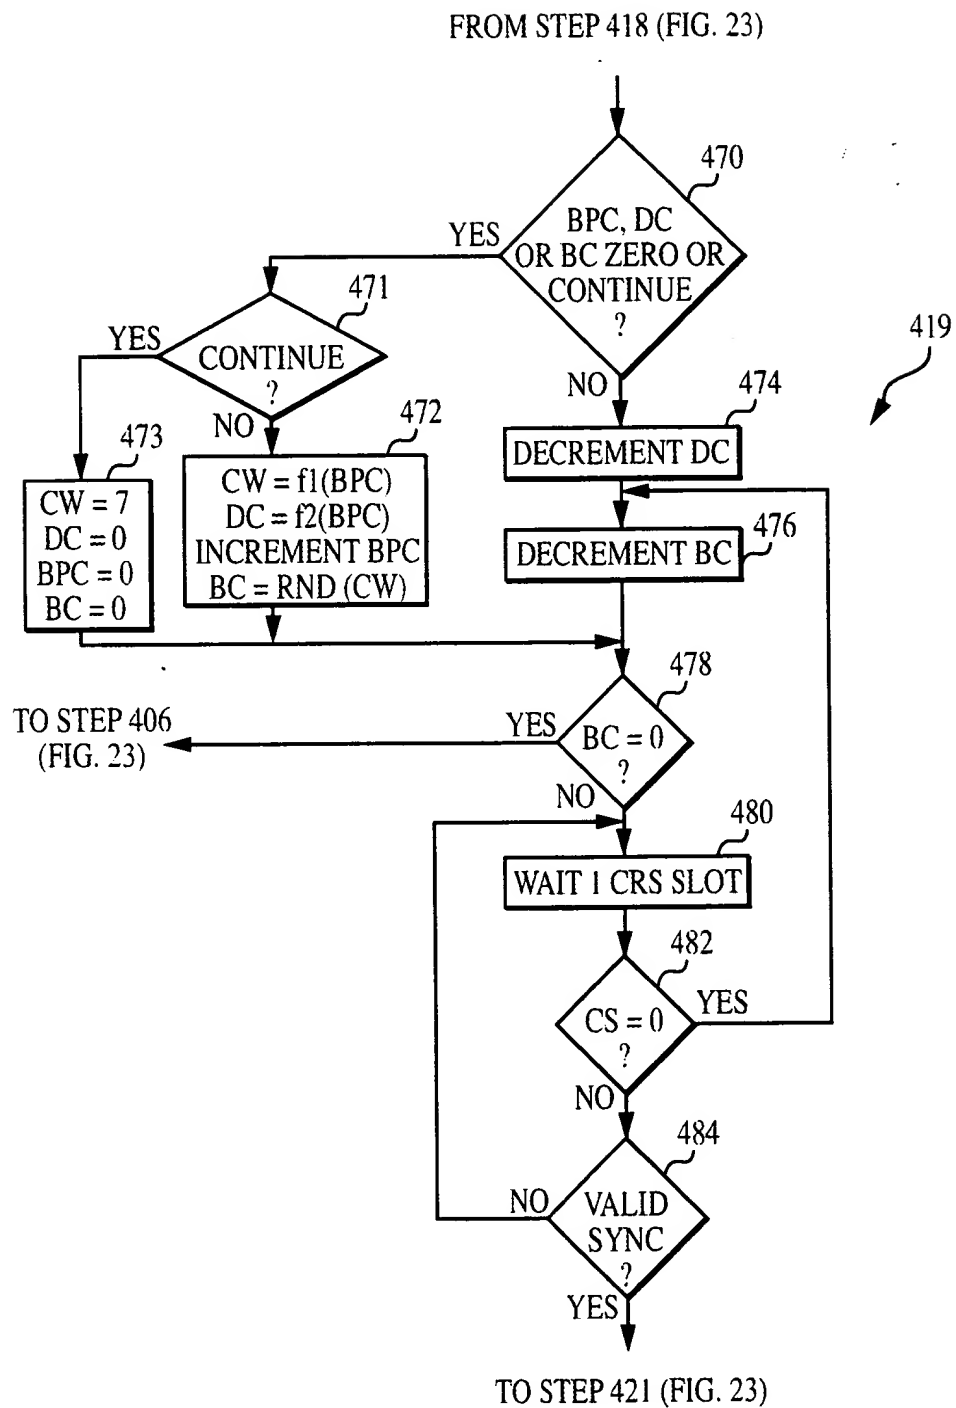 FROM STEP 418 (FIG. 23)
470
BPC, DC
OR BC ZERO OR
CONTINUE
?
YES
NO
471
CONTINUE
?
YES
NO
419
473
CW = 7
DC = 0
BPC = 0
BC = 0
472
CW = f1(BPC)
DC = f2(BPC)
INCREMENT BPC
BC = RND (CW)
474
DECREMENT DC
476
DECREMENT BC
478
BC = 0
?
YES
NO
TO STEP 406
(FIG. 23)
480
WAIT 1 CRS SLOT
482
CS = 0
?
YES
NO
484
VALID
SYNC
?
NO
YES
TO STEP 421 (FIG. 23)